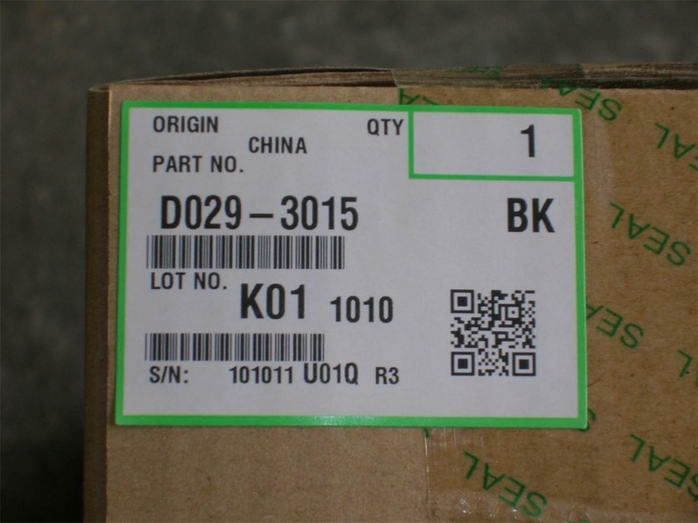 ORIGIN
CHINA
QTY 1
PART NO.
D029-3015 BK
LOT NO.
K01 1010
S/N: 101011 U01Q R3
SEAL
SEAL
SEAL
SEAL
SEAL